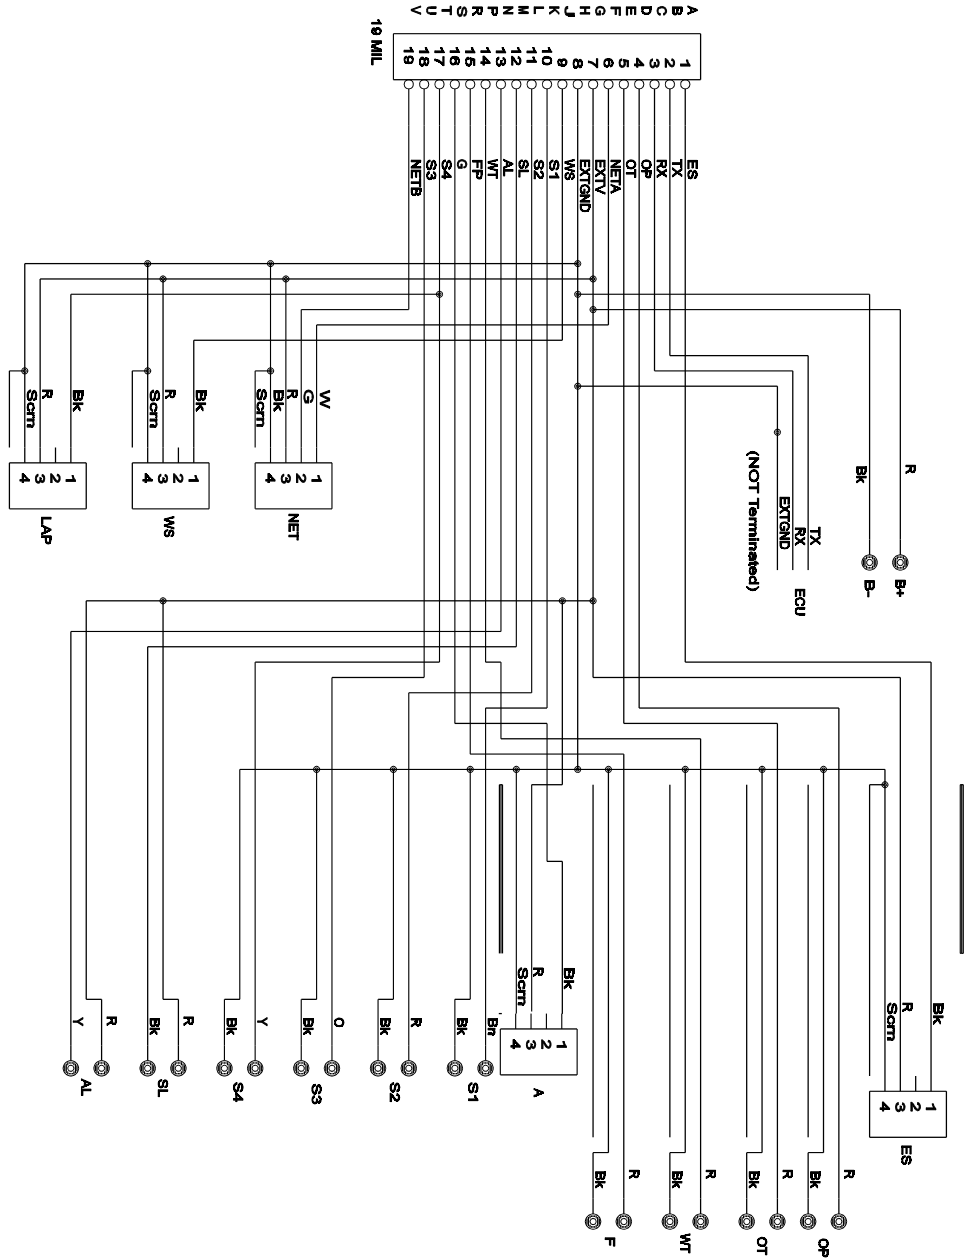 A
B
C
D
E
F
G
H
J
K
L
M
N
P
R
S
T
U
V
19 MIL
1
2
3
4
5
6
7
8
9
10
11
12
13
14
15
16
17
18
19
ES
TX
RX
OP
OT
NETA
EXTV
EXTGND
WS
S1
S2
SL
AL
WT
FP
G
S4
S3
NETB
R
B+
Bk
B-
TX
RX
EXTGND
ECU
(NOT Terminated)
W
G
R
Bk
Scrn
1
2
3
4
NET
Bk
R
Scrn
1
2
3
4
WS
Bk
R
Scrn
1
2
3
4
LAP
Bk
R
Scrn
1
2
3
4
ES
R
Bk
OP
R
Bk
OT
R
Bk
WT
R
Bk
F
Bk
R
Scrn
1
2
3
4
A
Bn
Bk
S1
R
Bk
S2
O
Bk
S3
Y
Bk
S4
R
Bk
SL
R
Y
AL